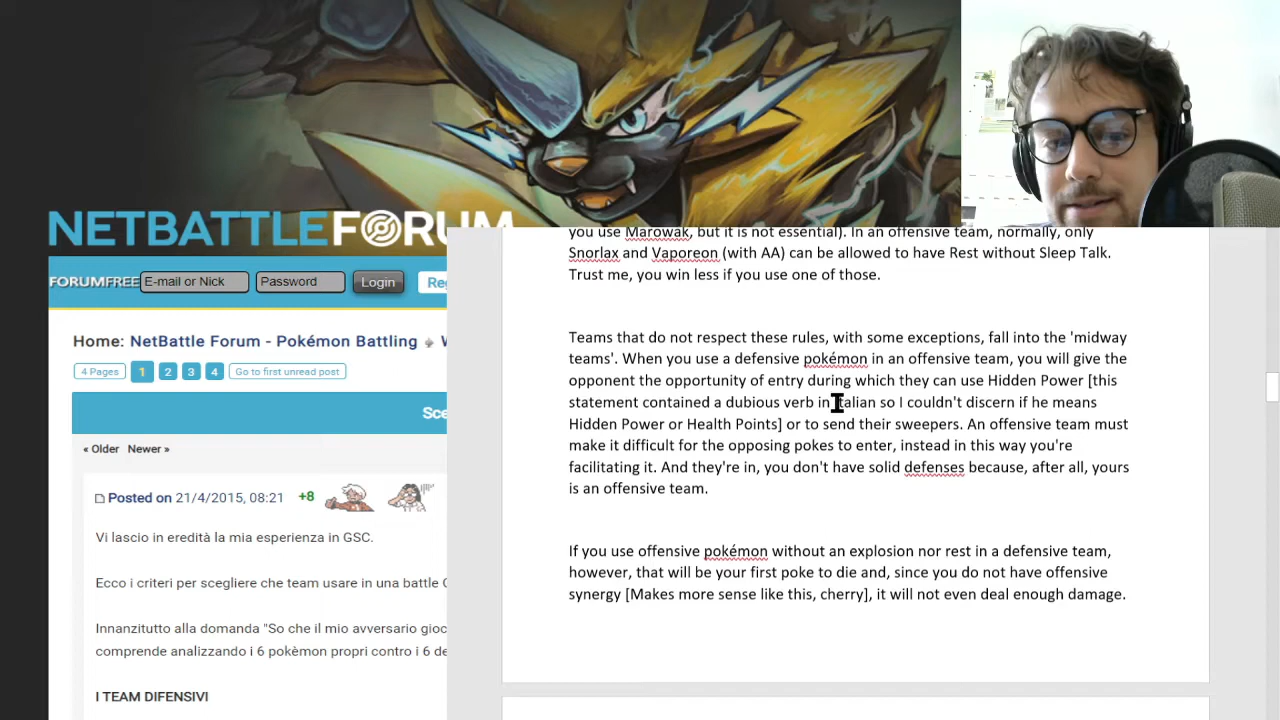 NETBATTLEFORUM
FORUMFREE E-mail or Nick Password Login
Home: NetBattle Forum - Pokémon Battling
4 Pages 1 2 3 4 Go to first unread post
« Older Newer »
Posted on 21/4/2015, 08:21 +8
Vi lascio in eredità la mia esperienza in GSC.
Ecco i criteri per scegliere che team usare in una battle
Innanzitutto alla domanda "So che il mio avversario
comprende analizzando i 6 pokèmon propri contro i 6
I TEAM DIFENSIVI
you use Marowak, but it is not essential). In an offensive team, normally, only
Snorlax and Vaporeon (with AA) can be allowed to have Rest without Sleep Talk.
Trust me, you win less if you use one of those.
Teams that do not respect these rules, with some exceptions, fall into the 'midway
teams'. When you use a defensive pokémon in an offensive team, you will give the
opponent the opportunity of entry during which they can use Hidden Power [this
statement contained a dubious verb in Italian so I couldn't discern if he means
Hidden Power or Health Points] or to send their sweepers. An offensive team must
make it difficult for the opposing pokes to enter, instead in this way you're
facilitating it. And they're in, you don't have solid defenses because, after all, yours
is an offensive team.
If you use offensive pokémon without an explosion nor rest in a defensive team,
however, that will be your first poke to die and, since you do not have offensive
synergy [Makes more sense like this, cherry], it will not even deal enough damage.